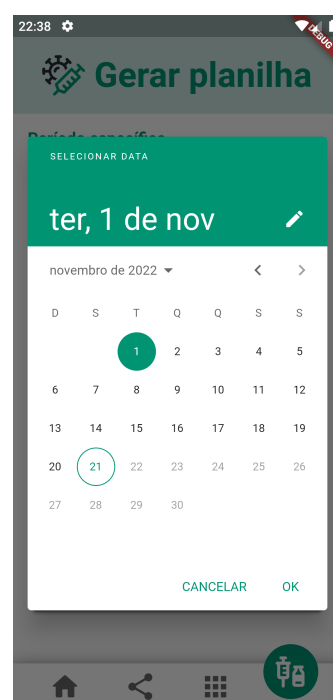 22:38
DEBUG
Gerar planilha
Período específico
SELECIONAR DATA
ter, 1 de nov
novembro de 2022
D S T Q Q S S
1 2 3 4 5
6 7 8 9 10 11 12
13 14 15 16 17 18 19
20 21 22 23 24 25 26
27 28 29 30
CANCELAR OK